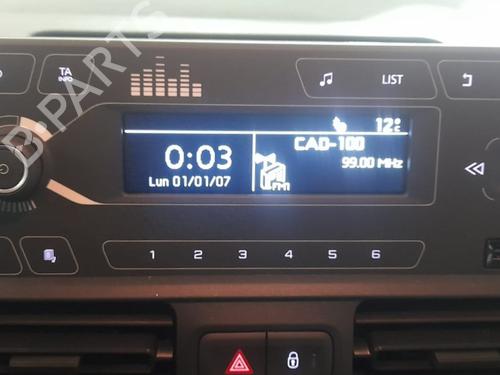 TA
INFO
LIST
12°C
0:03
CAD-100
99.00 MHz
FM1
Lun 01/01/07
1 2 3 4 5 6
B-PARTS